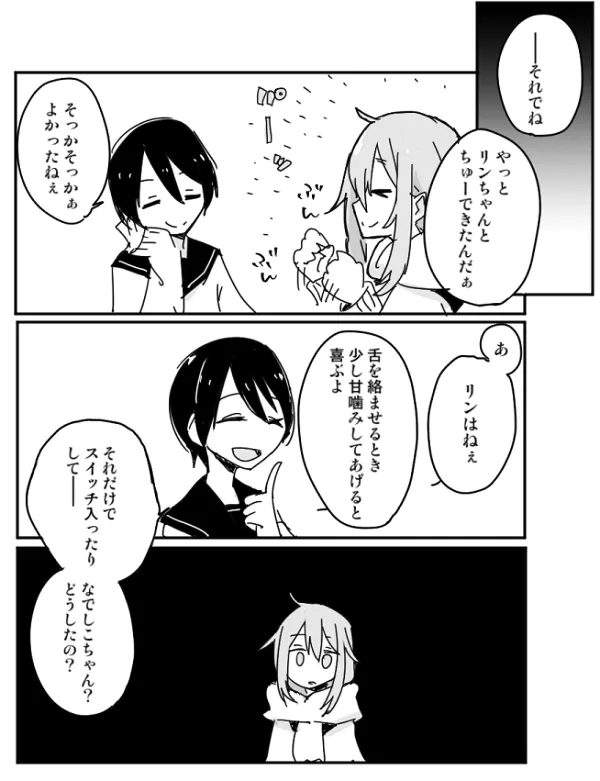 ──それでね
やっと
リンちゃんと
ちゅーできたんだぁ
パー
ぶん
ぶん
そっかそっかぁ
よかったねぇ
あ
リンはねぇ
舌を絡ませるとき
少し甘噛みしてあげると
喜ぶよ
それだけで
スイッチ入ったり
して──
なでしこちゃん?
どうしたの?